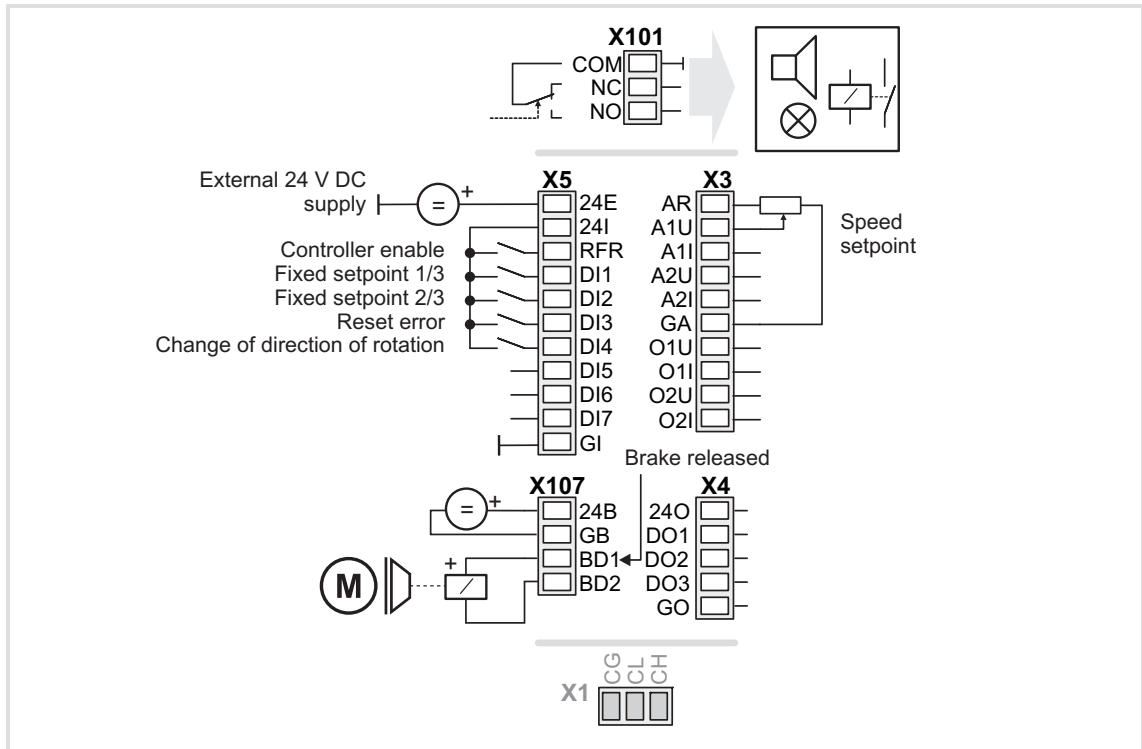 X101
COM
NC
NO
External 24 V DC
supply
=
+
X5
24E
24I
RFR
DI1
DI2
DI3
DI4
DI5
DI6
DI7
GI
Controller enable
Fixed setpoint 1/3
Fixed setpoint 2/3
Reset error
Change of direction of rotation
X3
AR
A1U
A1I
A2U
A2I
GA
O1U
O1I
O2U
O2I
Speed
setpoint
Brake released
X107
=
+
24B
GB
BD1
BD2
+
M
X4
24O
DO1
DO2
DO3
GO
X1
CG
CL
CH